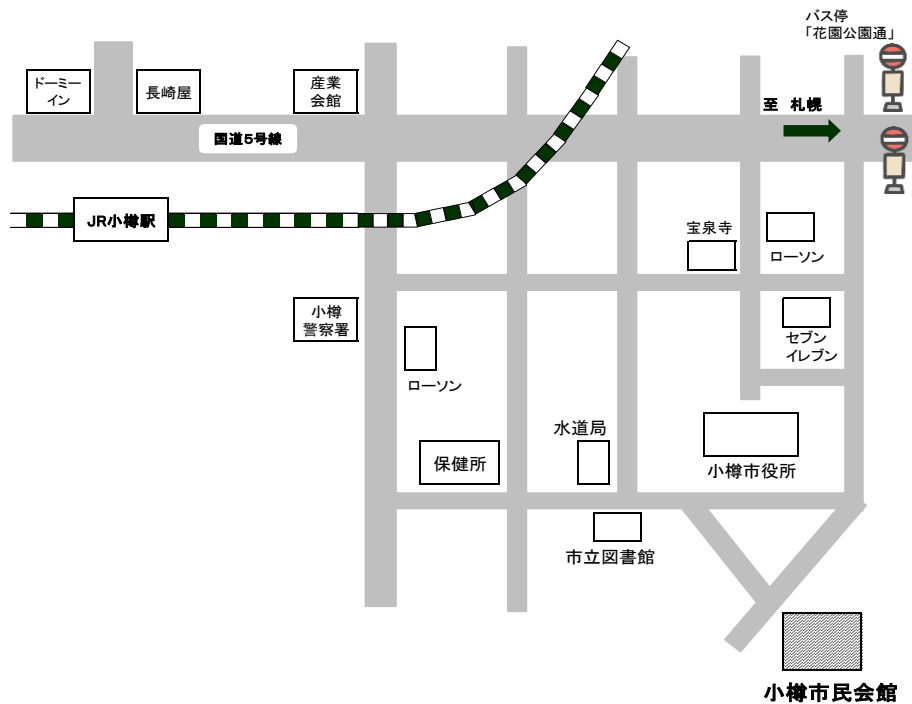 バス停
「花園公園通」
ドーミー
イン
長崎屋
産業
会館
至 札幌
国道5号線
JR小樽駅
宝泉寺
ローソン
小樽
警察署
セブン
イレブン
ローソン
水道局
保健所
小樽市役所
市立図書館
小樽市民会館